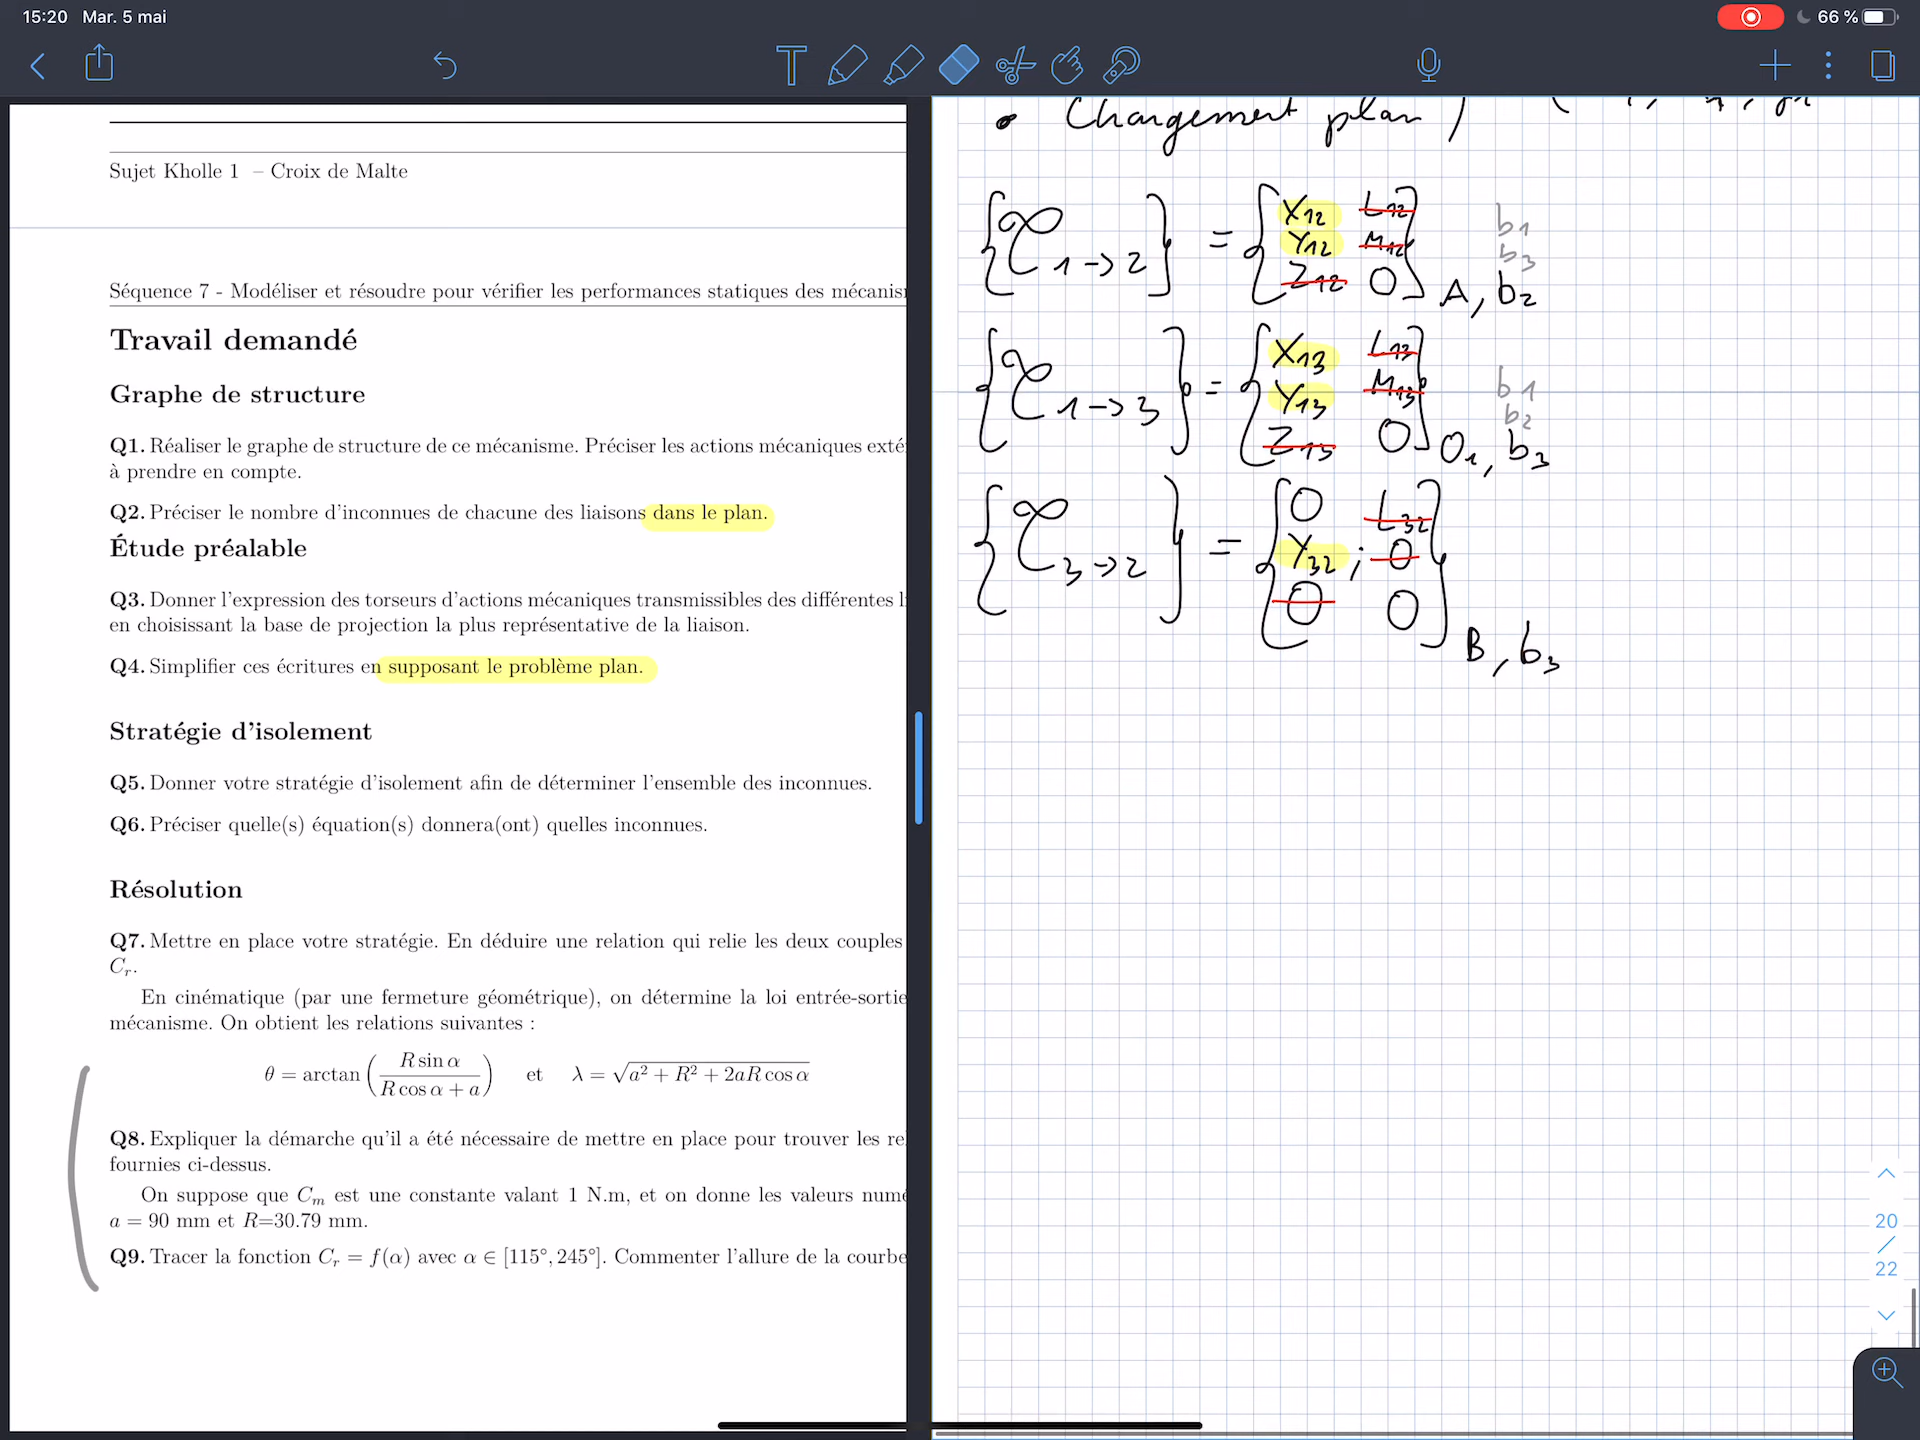 15:20 Mar. 5 mai
66 %
Sujet Kholle 1 – Croix de Malte
Séquence 7 - Modéliser et résoudre pour vérifier les performances statiques des mécanis
Travail demandé
Graphe de structure
Q1. Réaliser le graphe de structure de ce mécanisme. Préciser les actions mécaniques exté
à prendre en compte.
Q2. Préciser le nombre d'inconnues de chacune des liaisons dans le plan.
Étude préalable
Q3. Donner l'expression des torseurs d'actions mécaniques transmissibles des différentes l
en choisissant la base de projection la plus représentative de la liaison.
Q4. Simplifier ces écritures en supposant le problème plan.
Stratégie d'isolement
Q5. Donner votre stratégie d'isolement afin de déterminer l'ensemble des inconnues.
Q6. Préciser quelle(s) équation(s) donnera(ont) quelles inconnues.
Résolution
Q7. Mettre en place votre stratégie. En déduire une relation qui relie les deux couples
C_r.
En cinématique (par une fermeture géométrique), on détermine la loi entrée-sortie
mécanisme. On obtient les relations suivantes :
θ = arctan(R sin α / (R cos α + a)) et λ = √(a² + R² + 2aR cos α)
Q8. Expliquer la démarche qu'il a été nécessaire de mettre en place pour trouver les re
fournies ci-dessus.
On suppose que C_m est une constante valant 1 N.m, et on donne les valeurs numé
a = 90 mm et R=30.79 mm.
Q9. Tracer la fonction C_r = f(α) avec α ∈ [115°, 245°]. Commenter l'allure de la courbe
• Chargement plan
{T 1→2} = {X12 L12
Y12 M12
Z12 0} A, b2
b1
b3
{T 1→3} = {X13 L13
Y13 M13
Z13 0} O1, b3
b1
b2
{T 3→2} = {0 L32
Y32 ; 0
0 0} B, b3
20
/
22